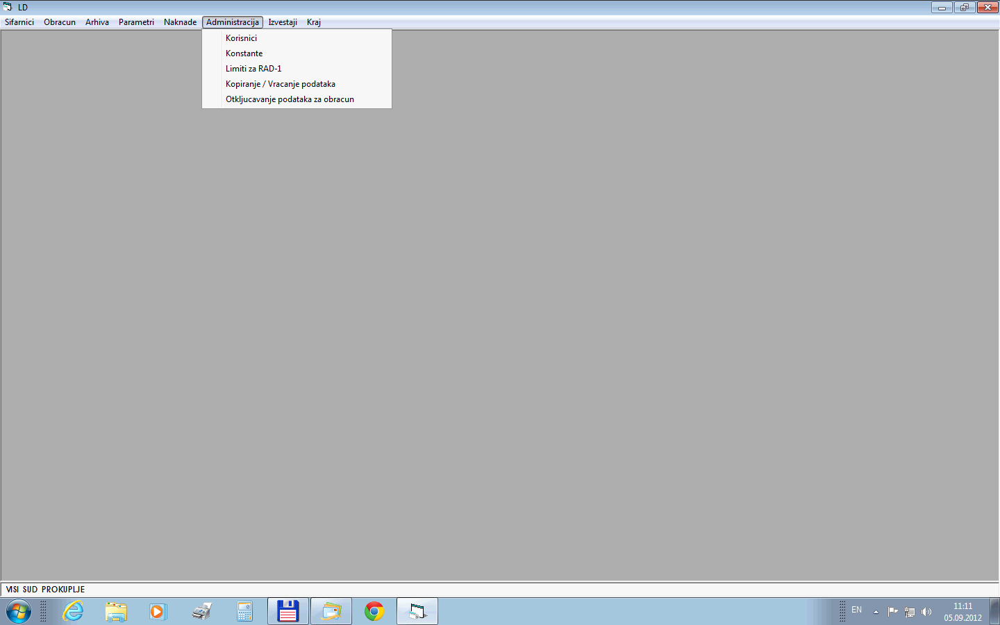 LD
Sifarnici Obracun Arhiva Parametri Naknade Administracija Izvestaji Kraj
Korisnici
Konstante
Limiti za RAD-1
Kopiranje / Vracanje podataka
Otkljucavanje podataka za obracun
VISI SUD PROKUPLJE
EN
11:11
05.09.2012